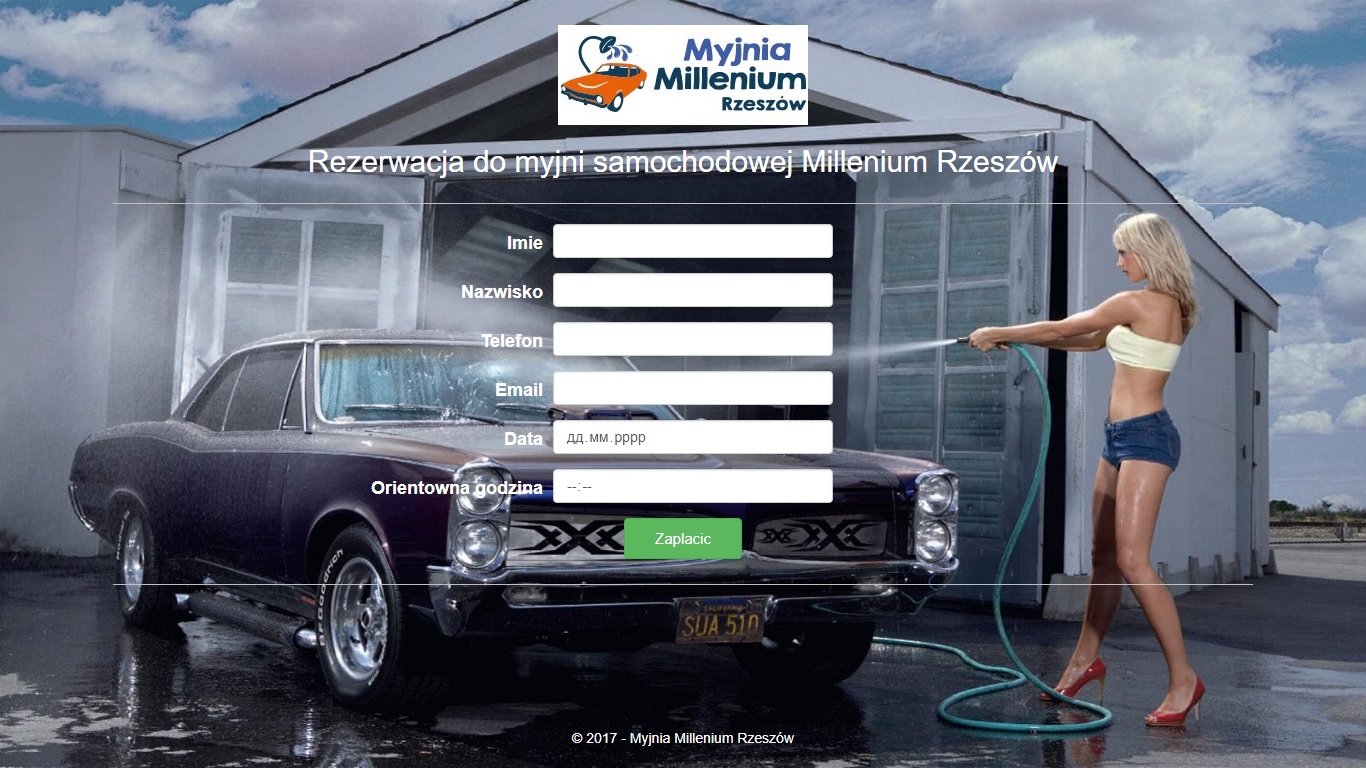 Myjnia
Millenium
Rzeszów
Rezerwacja do myjni samochodowej Millenium Rzeszów
Imie
Nazwisko
Telefon
Email
Data дд.мм.рррр
Orientowna godzina --:--
Zaplacic
BFGoodrich
CALIFORNIA
SUA 510
© 2017 - Myjnia Millenium Rzeszów